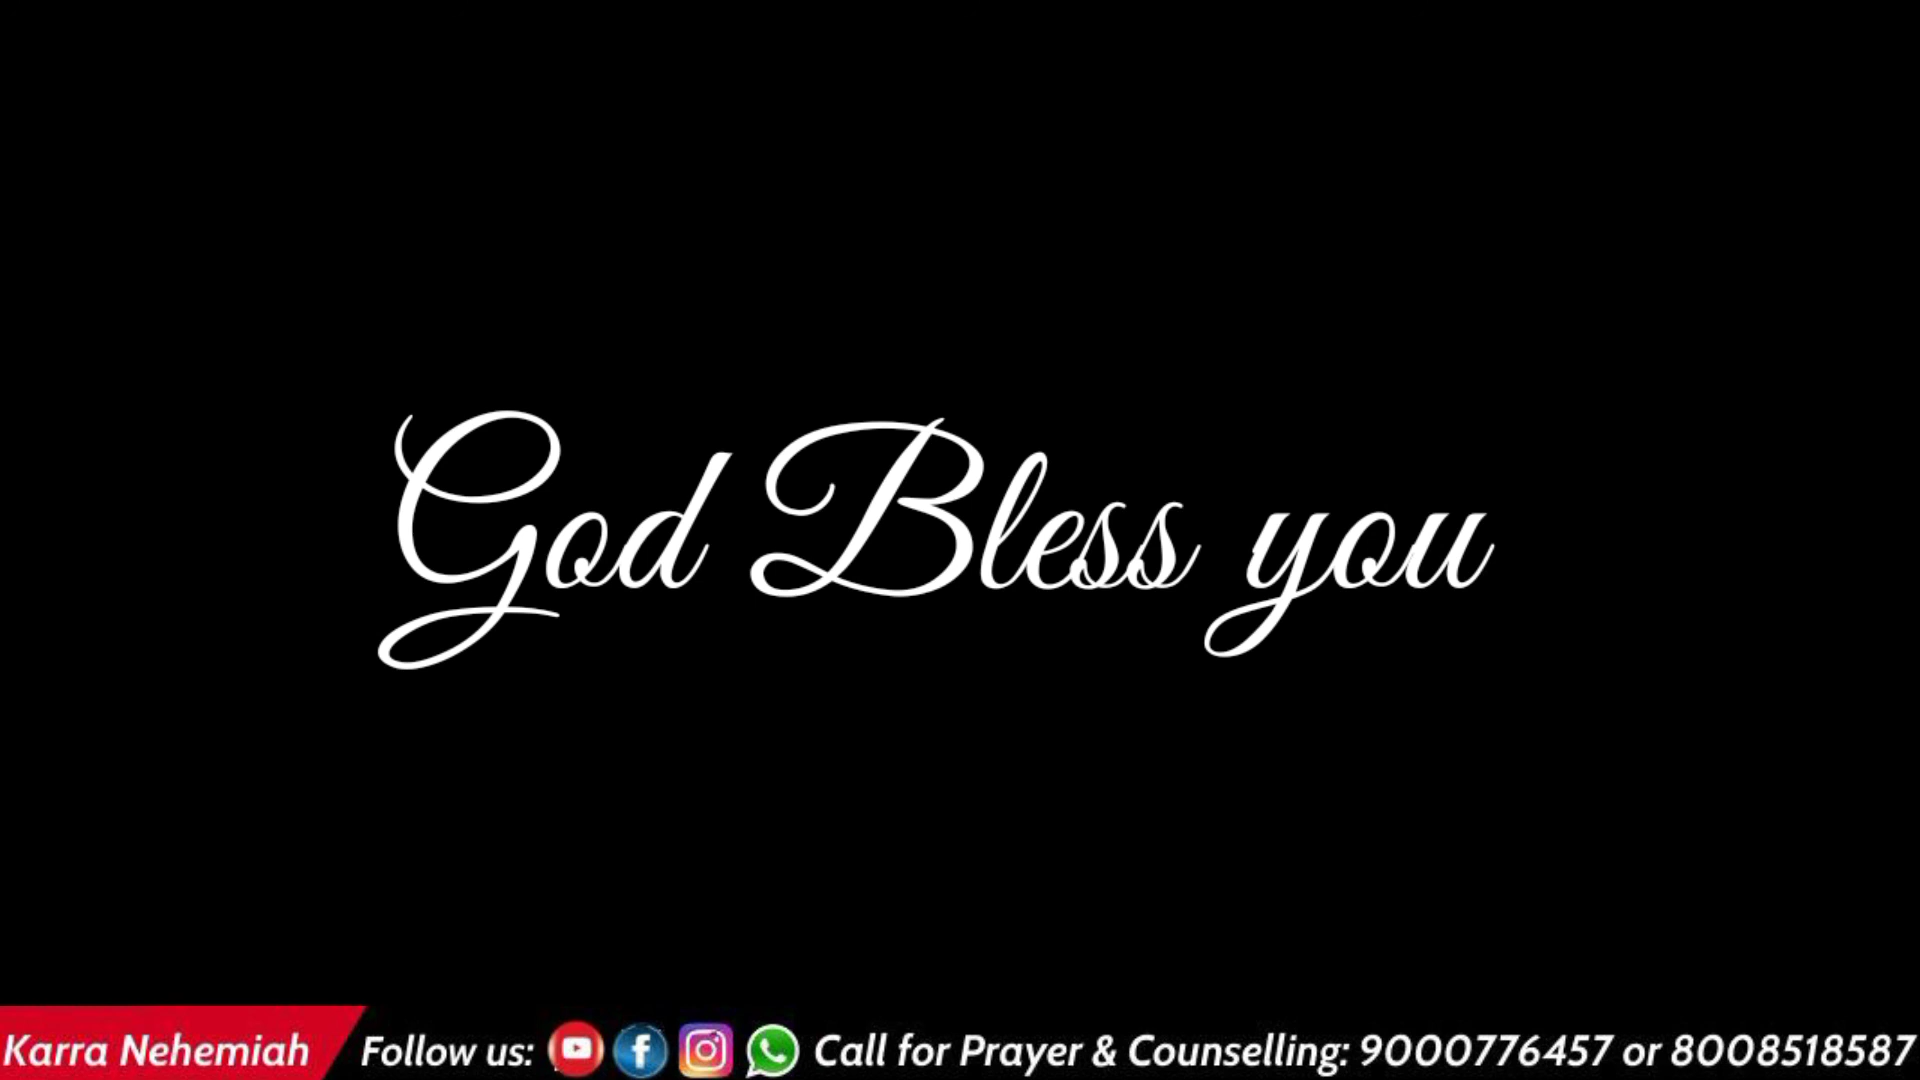 God Bless you
Karra Nehemiah Follow us: Call for Prayer & Counselling: 9000776457 or 8008518587